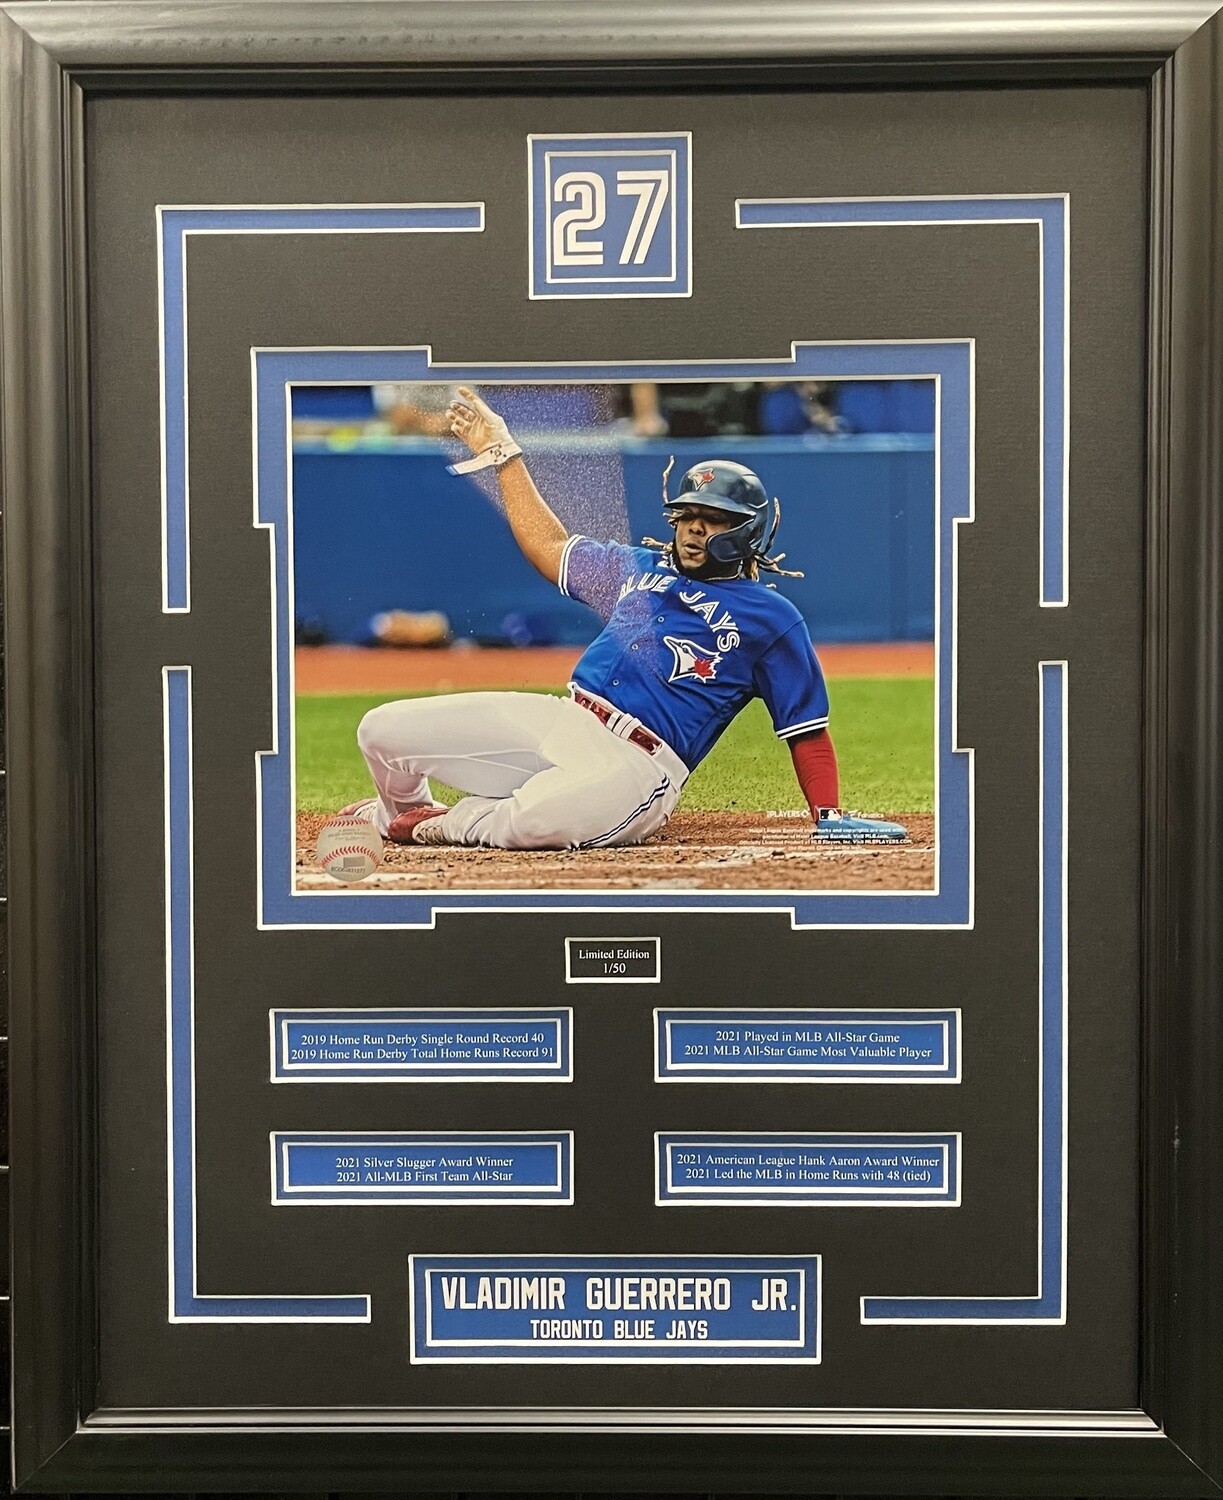 27
BLUE JAYS
PLAYERS
Fanatics
Limited Edition
1/50
2019 Home Run Derby Single Round Record 40
2019 Home Run Derby Total Home Runs Record 91
2021 Played in MLB All-Star Game
2021 MLB All-Star Game Most Valuable Player
2021 Silver Slugger Award Winner
2021 All-MLB First Team All-Star
2021 American League Hank Aaron Award Winner
2021 Led the MLB in Home Runs with 48 (tied)
VLADIMIR GUERRERO JR.
TORONTO BLUE JAYS